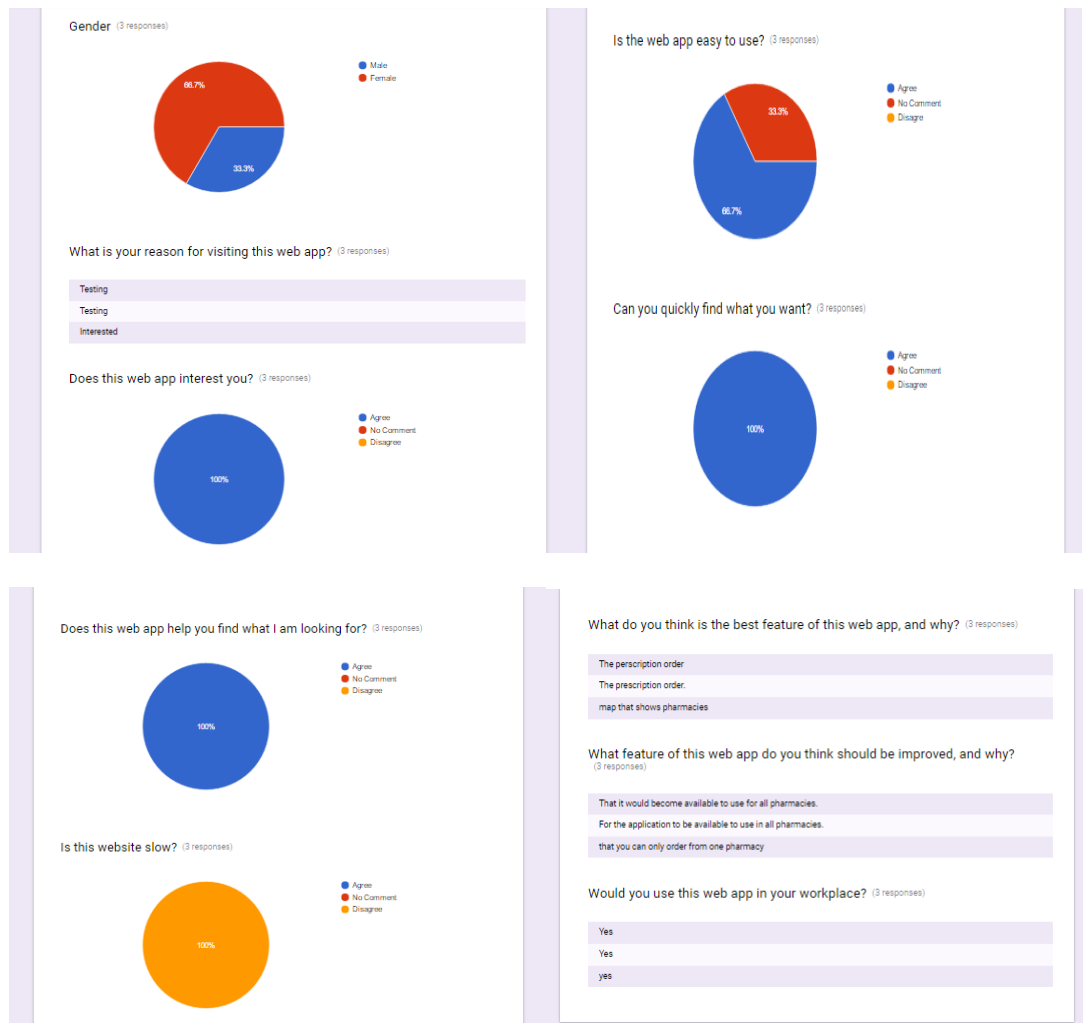 Gender (3 responses)
Male
Female
66.7%
33.3%
What is your reason for visiting this web app? (3 responses)
Testing
Testing
Interested
Does this web app interest you? (3 responses)
Agree
No Comment
Disagree
100%
Is the web app easy to use? (3 responses)
Agree
No Comment
Disagre
33.3%
66.7%
Can you quickly find what you want? (3 responses)
Agree
No Comment
Disagree
100%
Does this web app help you find what I am looking for? (3 responses)
Agree
No Comment
Disagree
100%
Is this website slow? (3 responses)
Agree
No Comment
Disagree
100%
What do you think is the best feature of this web app, and why? (3 responses)
The perscription order
The prescription order.
map that shows pharmacies
What feature of this web app do you think should be improved, and why?
(3 responses)
That it would become available to use for all pharmacies.
For the application to be available to use in all pharmacies.
that you can only order from one pharmacy
Would you use this web app in your workplace? (3 responses)
Yes
Yes
yes